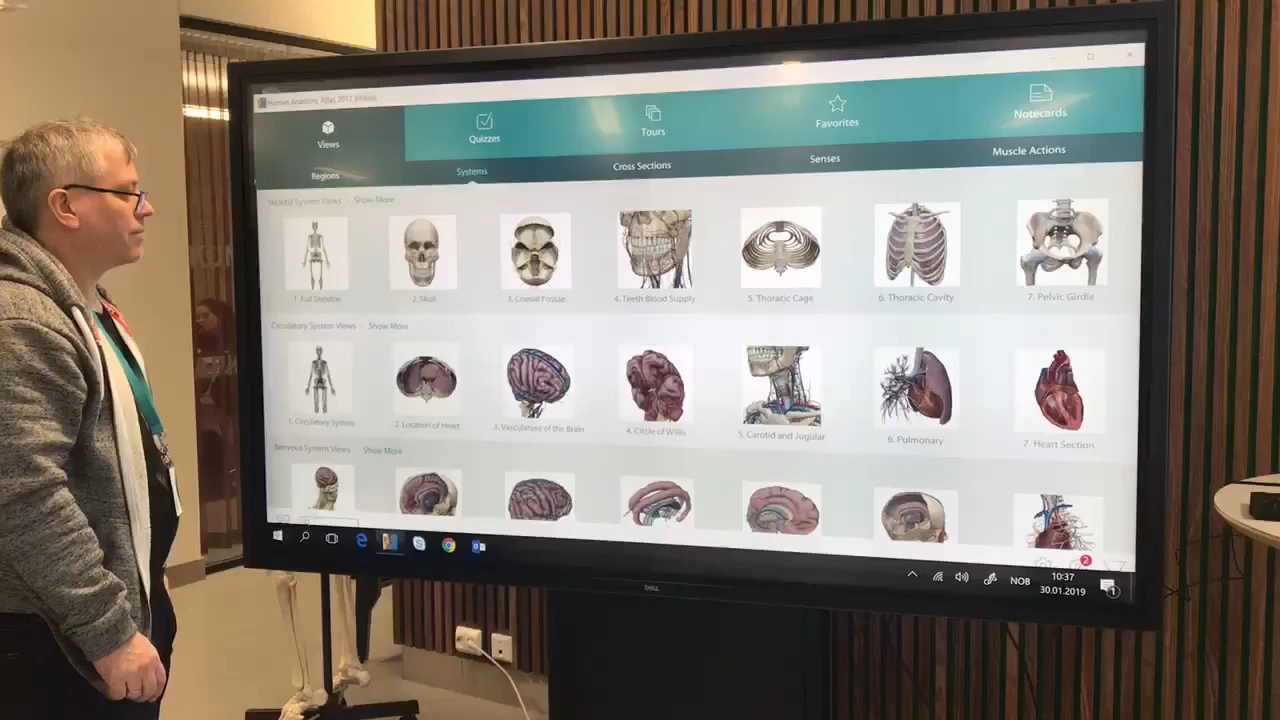 Human Anatomy Atlas 2017 Edition
Views
Quizzes
Tours
Favorites
Notecards
Regions
Systems
Cross Sections
Senses
Muscle Actions
Skeletal System Views - Show More
1. Full Skeleton
2. Skull
3. Cranial Fossae
4. Teeth Blood Supply
5. Thoracic Cage
6. Thoracic Cavity
7. Pelvic Girdle
Circulatory System Views - Show More
1. Circulatory System
2. Location of Heart
3. Vasculature of the Brain
4. Circle of Willis
5. Carotid and Jugular
6. Pulmonary
7. Heart Section
Nervous System Views - Show More
2
NOB
10:37
30.01.2019
1
DELL